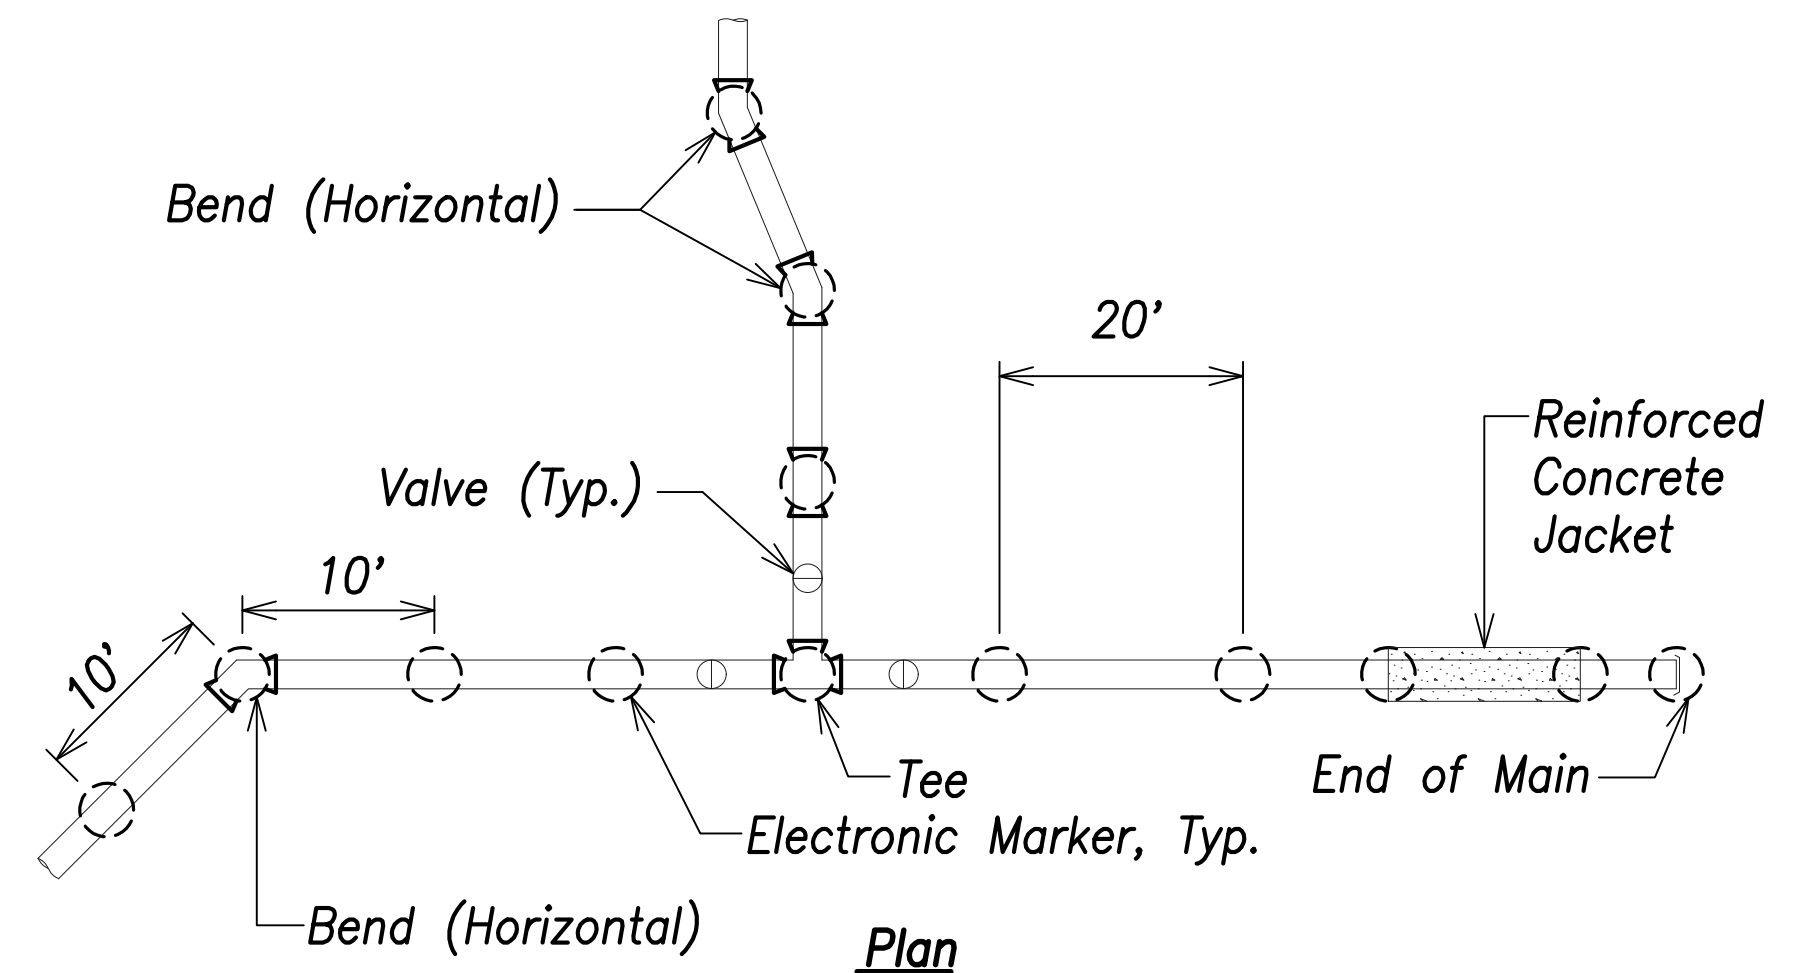 Bend (Horizontal)
20’
Reinforced
Concrete
Jacket
Valve (Typ.)
10’
10’
Tee
End of Main
Electronic Marker, Typ.
Bend (Horizontal)
Plan